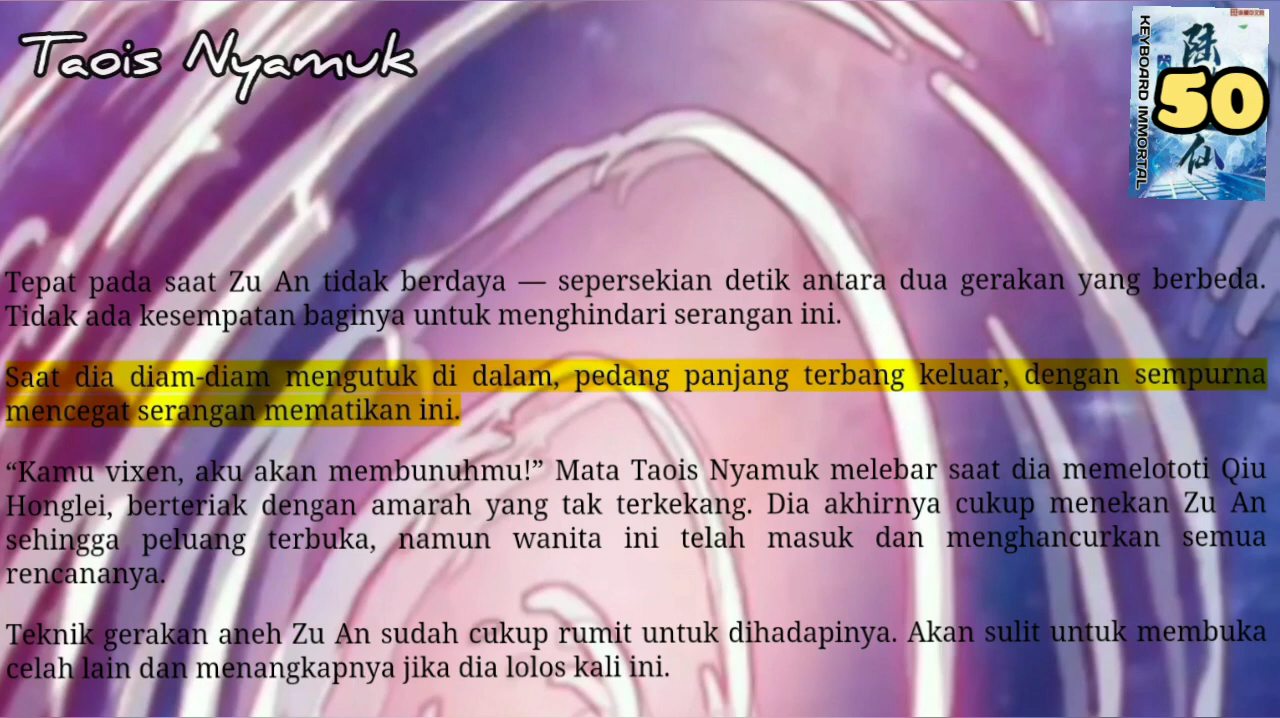 Taois Nyamuk
陆
仙
KEYBOARD IMMORTAL
50
Tepat pada saat Zu An tidak berdaya — sepersekian detik antara dua gerakan yang berbeda.
Tidak ada kesempatan baginya untuk menghindari serangan ini.
Saat dia diam-diam mengutuk di dalam, pedang panjang terbang keluar, dengan sempurna
mencegat serangan mematikan ini.
“Kamu vixen, aku akan membunuhmu!” Mata Taois Nyamuk melebar saat dia memelototi Qiu
Honglei, berteriak dengan amarah yang tak terkekang. Dia akhirnya cukup menekan Zu An
sehingga peluang terbuka, namun wanita ini telah masuk dan menghancurkan semua
rencananya.
Teknik gerakan aneh Zu An sudah cukup rumit untuk dihadapinya. Akan sulit untuk membuka
celah lain dan menangkapnya jika dia lolos kali ini.